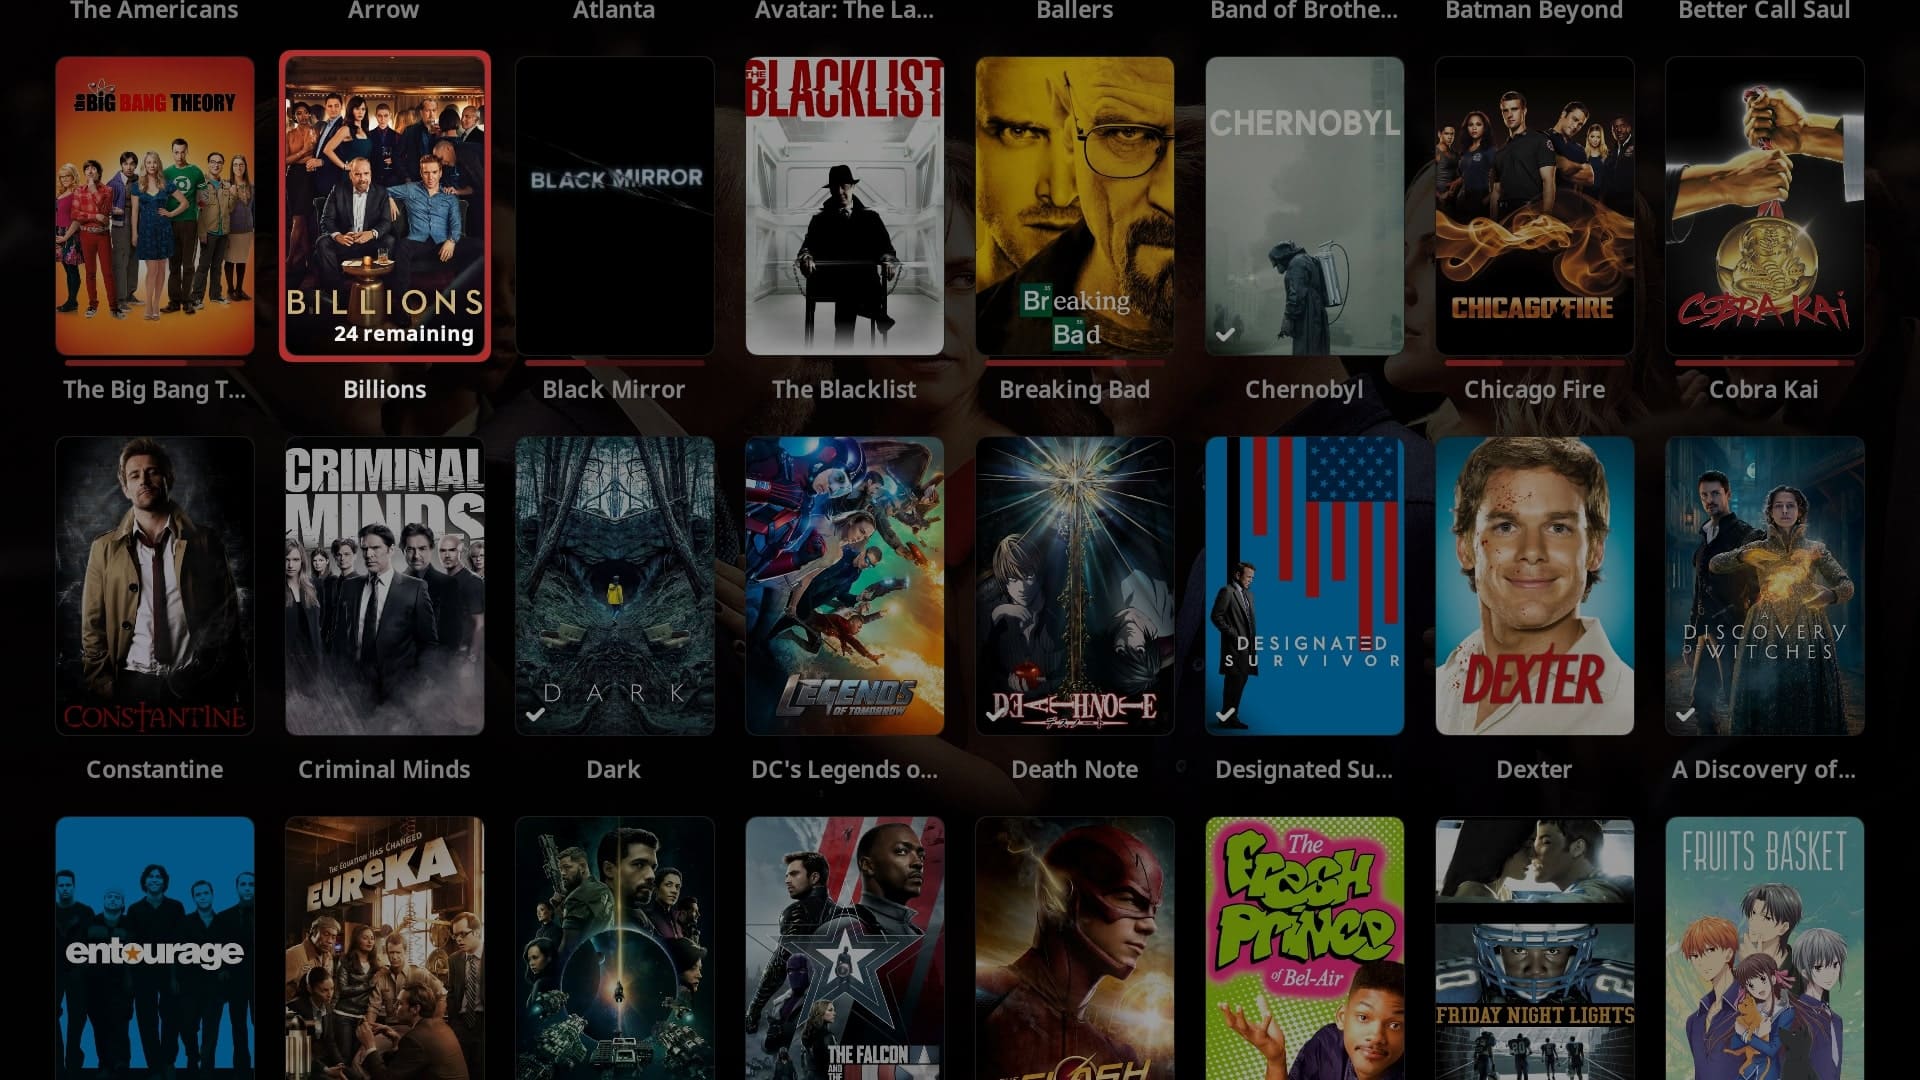 The Americans
Arrow
Atlanta
Avatar: The La...
Ballers
Band of Brothe...
Batman Beyond
Better Call Saul
the BIG BANG THEORY
BILLIONS
24 remaining
BLACK MIRROR
THE
BLACKLIST
Breaking
Bad
CHERNOBYL
CHICAGO FIRE
COBRA KAI
The Big Bang T...
Billions
Black Mirror
The Blacklist
Breaking Bad
Chernobyl
Chicago Fire
Cobra Kai
CONSTANTINE
CRIMINAL
MINDS
DARK
LEGENDS
OF TOMORROW
DEATHNOTE
DESIGNATED
SURVIVOR
DEXTER
A
DISCOVERY
OF WITCHES
Constantine
Criminal Minds
Dark
DC's Legends o...
Death Note
Designated Su...
Dexter
A Discovery of...
entourage
THE EQUATION HAS CHANGED
EUReKA
THE FALCON
AND
THE
THE FLASH
The
Fresh
Prince
of Bel-Air
FRIDAY NIGHT LIGHTS
FRUITS BASKET